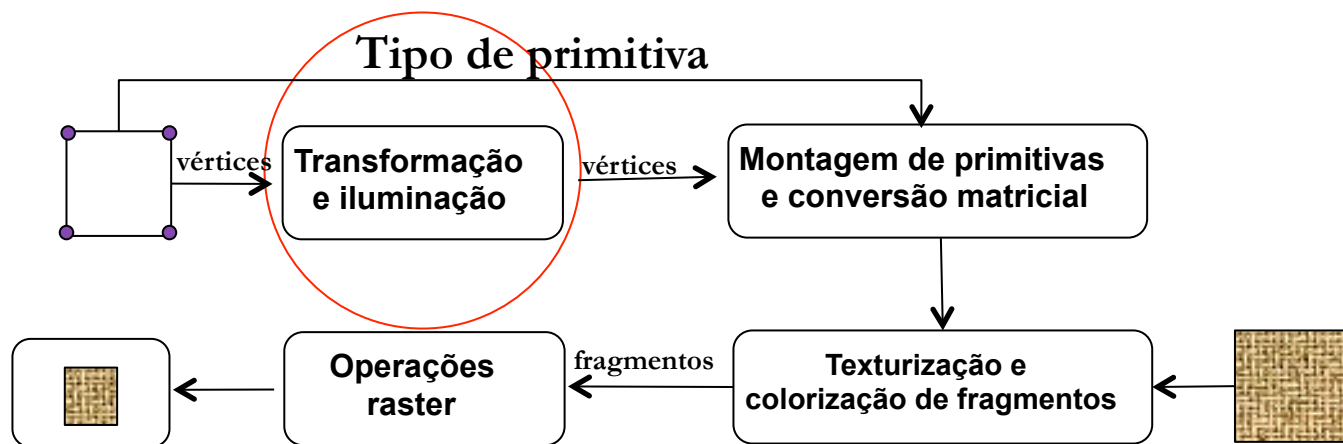 Tipo de primitiva
vértices
Transformação
e iluminação
vértices
Montagem de primitivas
e conversão matricial
Operações
raster
fragmentos
Texturização e
colorização de fragmentos